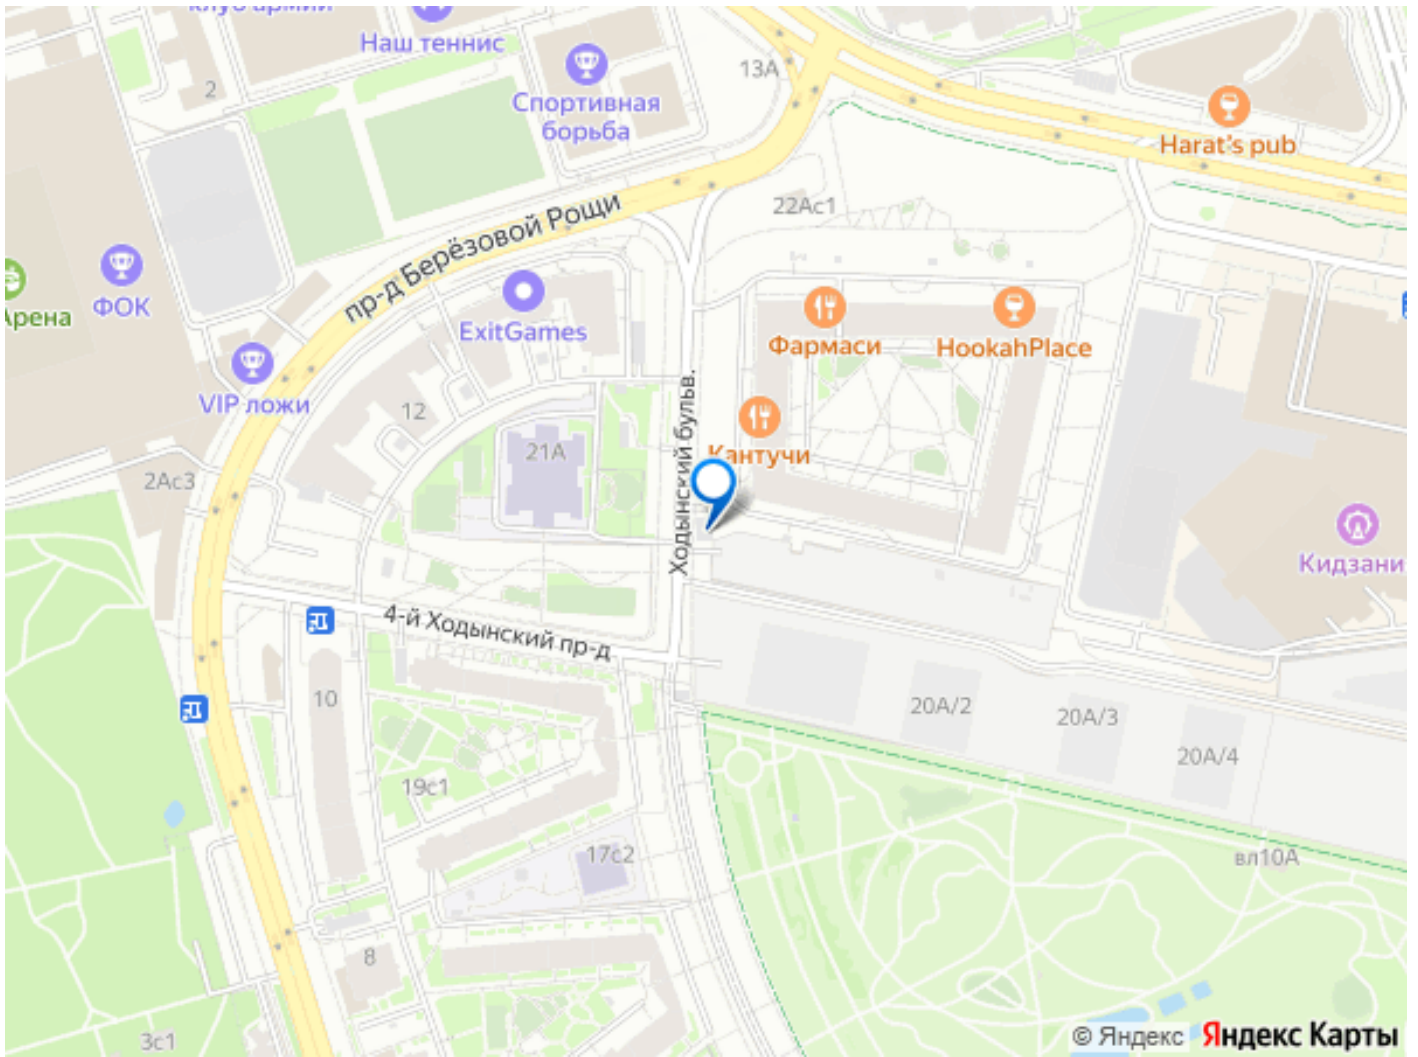 клуб армии
Наш теннис
13А
2
Спортивная
борьба
Harat's pub
22Ас1
пр-д Берёзовой Рощи
ФОК
Арена
ExitGames
Фармаси
HookahPlace
VIP ложи
12
Ходынский бульв.
21А
Кантучи
2Ас3
Кидзани
4-й Ходынский пр-д
10
20А/2
20А/3
20А/4
19с1
17с2
вл10А
8
3с1
© Яндекс Яндекс Карты